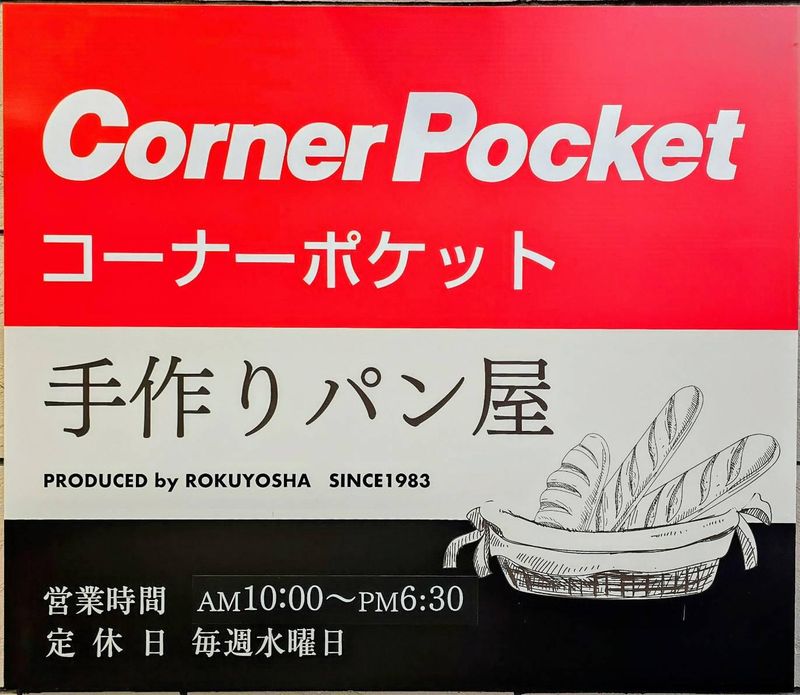 Corner Pocket
コーナーポケット
手作りパン屋
PRODUCED by ROKUYOSHA SINCE1983
営業時間 AM10:00〜PM6:30
定休日 毎週水曜日